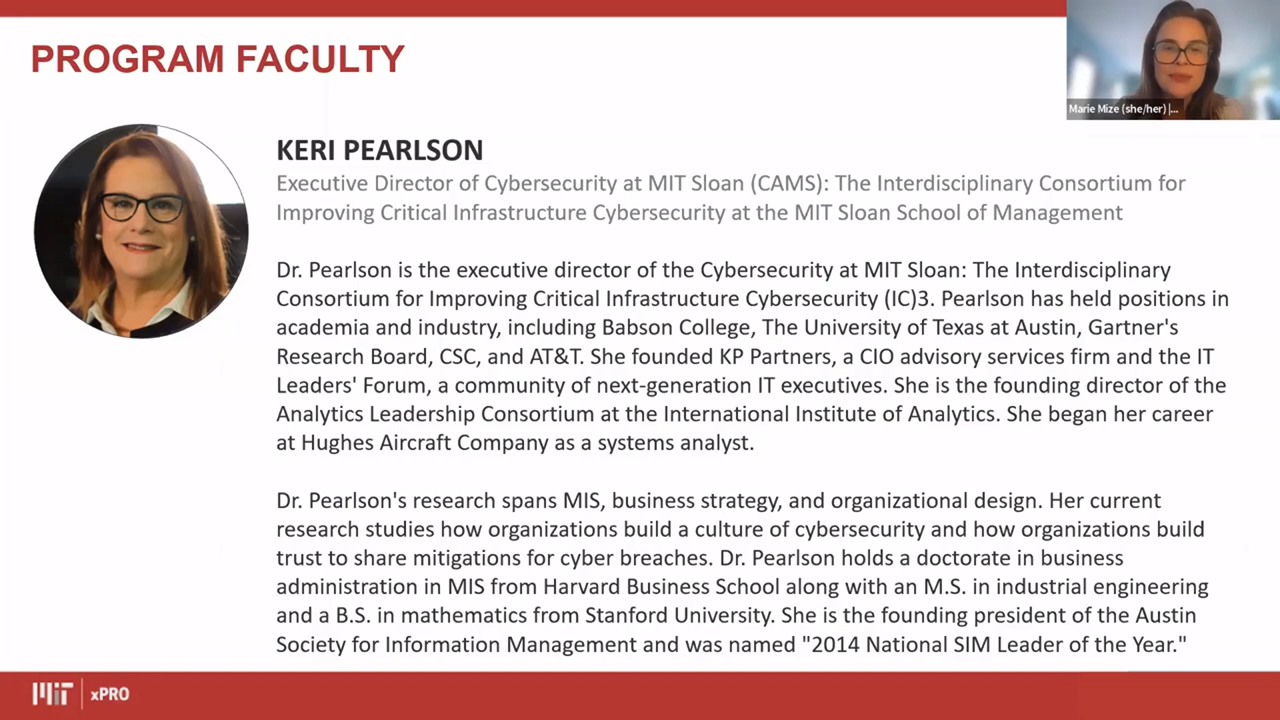 PROGRAM FACULTY
Marie Mize (she/her) |...
KERI PEARLSON
Executive Director of Cybersecurity at MIT Sloan (CAMS): The Interdisciplinary Consortium for
Improving Critical Infrastructure Cybersecurity at the MIT Sloan School of Management
Dr. Pearlson is the executive director of the Cybersecurity at MIT Sloan: The Interdisciplinary
Consortium for Improving Critical Infrastructure Cybersecurity (IC)3. Pearlson has held positions in
academia and industry, including Babson College, The University of Texas at Austin, Gartner's
Research Board, CSC, and AT&T. She founded KP Partners, a CIO advisory services firm and the IT
Leaders' Forum, a community of next-generation IT executives. She is the founding director of the
Analytics Leadership Consortium at the International Institute of Analytics. She began her career
at Hughes Aircraft Company as a systems analyst.
Dr. Pearlson's research spans MIS, business strategy, and organizational design. Her current
research studies how organizations build a culture of cybersecurity and how organizations build
trust to share mitigations for cyber breaches. Dr. Pearlson holds a doctorate in business
administration in MIS from Harvard Business School along with an M.S. in industrial engineering
and a B.S. in mathematics from Stanford University. She is the founding president of the Austin
Society for Information Management and was named "2014 National SIM Leader of the Year."
MIT xPRO